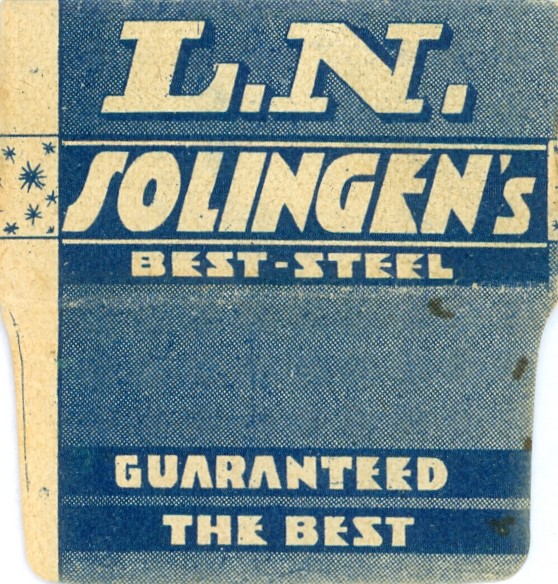 L.N.
SOLINGEN'S
BEST-STEEL
GUARANTEED
THE BEST